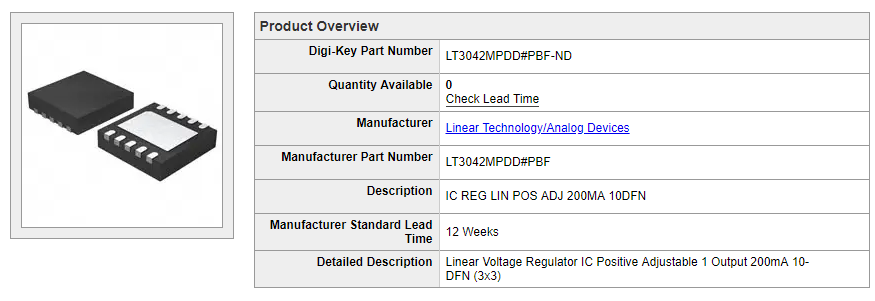 Product Overview
Digi-Key Part Number
LT3042MPDD#PBF-ND
Quantity Available
0
Check Lead Time
Manufacturer
Linear Technology/Analog Devices
Manufacturer Part Number
LT3042MPDD#PBF
Description
IC REG LIN POS ADJ 200MA 10DFN
Manufacturer Standard Lead
Time
12 Weeks
Detailed Description
Linear Voltage Regulator IC Positive Adjustable 1 Output 200mA 10-
DFN (3x3)